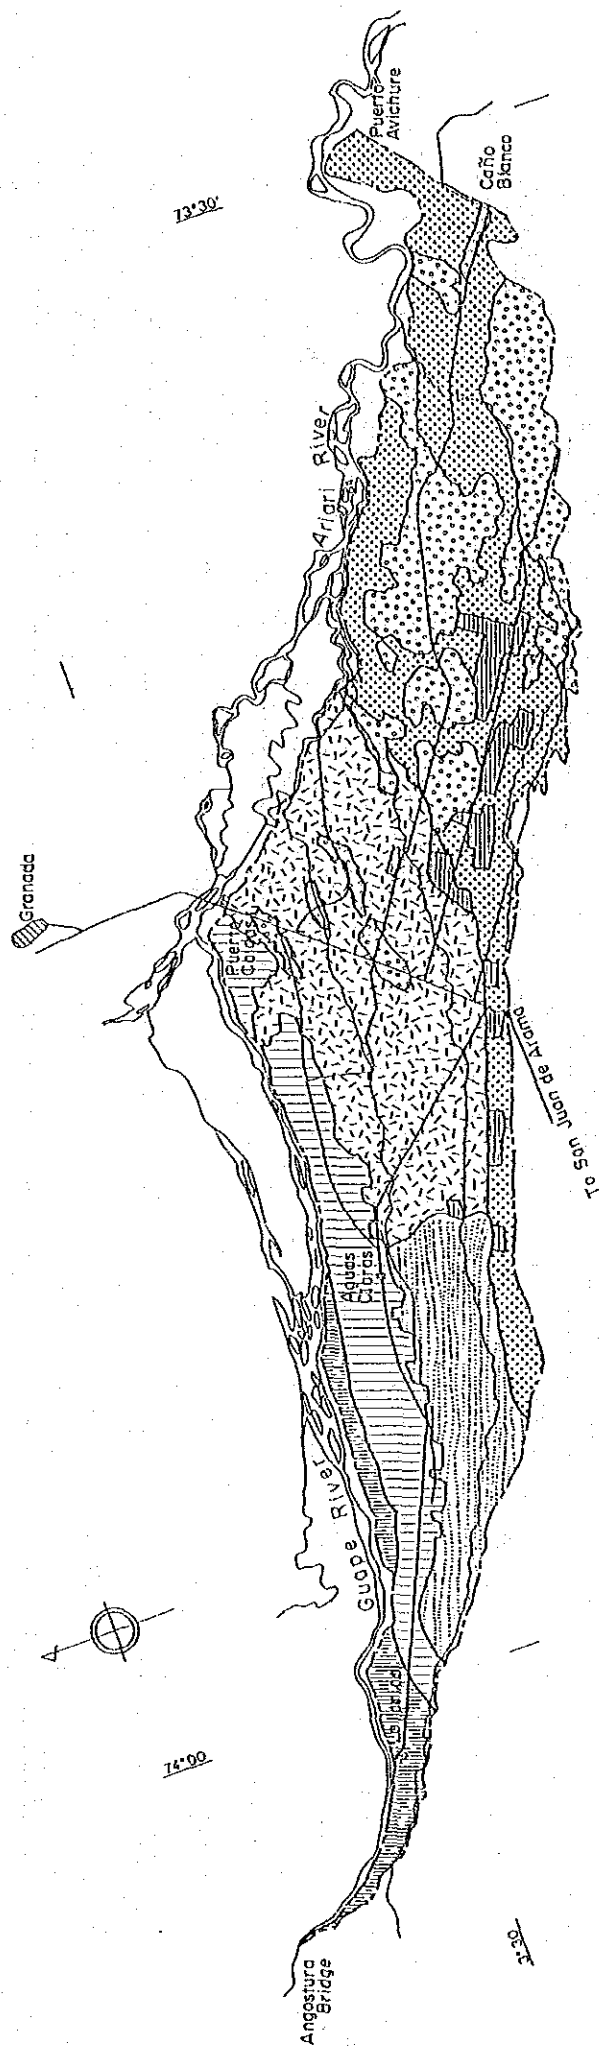 Puerto
Avichure
Caño
Blanco
73°30'
Ariari River
Granada
Puerto
Caldas
To San Juan de Arama
Aguas
Claras
Guape River
74°00
Angostura
Bridge
3°30